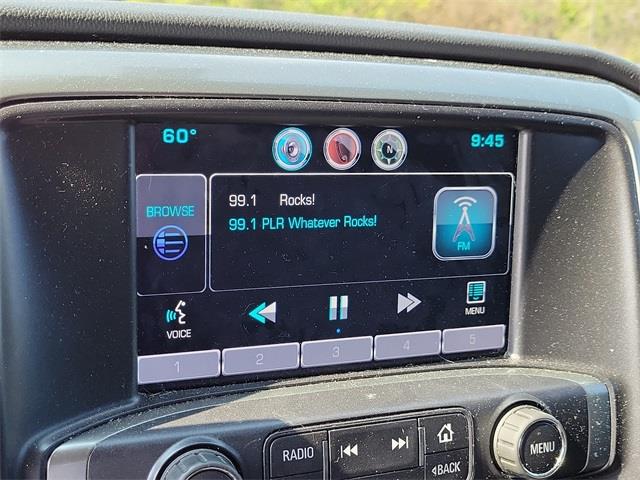 60°
N
9:45
BROWSE
99.1 Rocks!
99.1 PLR Whatever Rocks!
FM
VOICE
MENU
1 2 3 4 5
RADIO
BACK
MENU